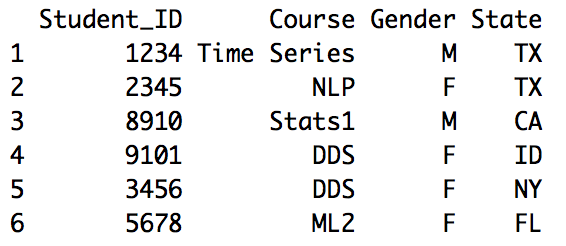 Student_ID Course Gender State
1 1234 Time Series M TX
2 2345 NLP F TX
3 8910 Stats1 M CA
4 9101 DDS F ID
5 3456 DDS F NY
6 5678 ML2 F FL